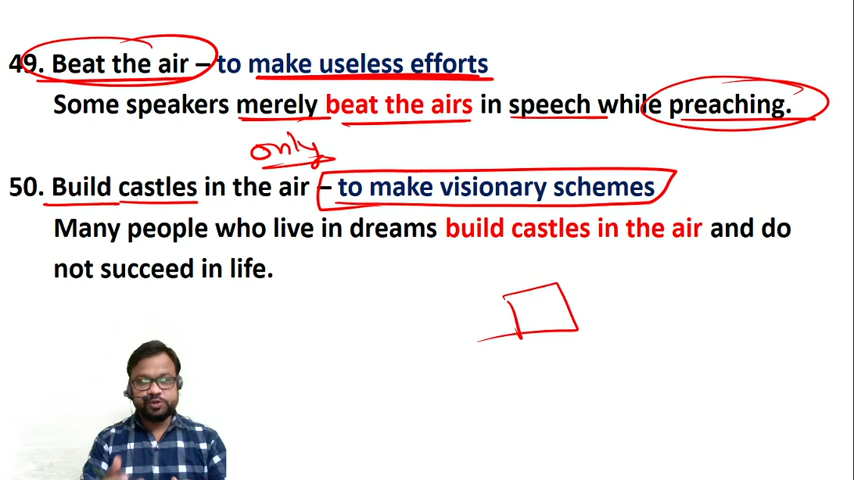 49. Beat the air – to make useless efforts
Some speakers merely beat the airs in speech while preaching.
only
50. Build castles in the air – to make visionary schemes
Many people who live in dreams build castles in the air and do
not succeed in life.